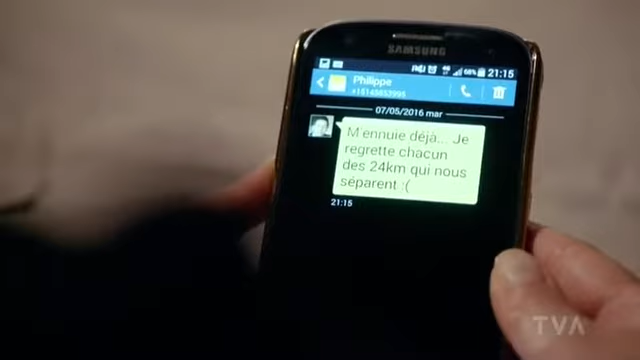 SAMSUNG
68% 21:15
Philippe
07/05/2016 mar
M'ennuie déjà... Je
regrette chacun
des 24km qui nous
séparent :(
21:15
TVA